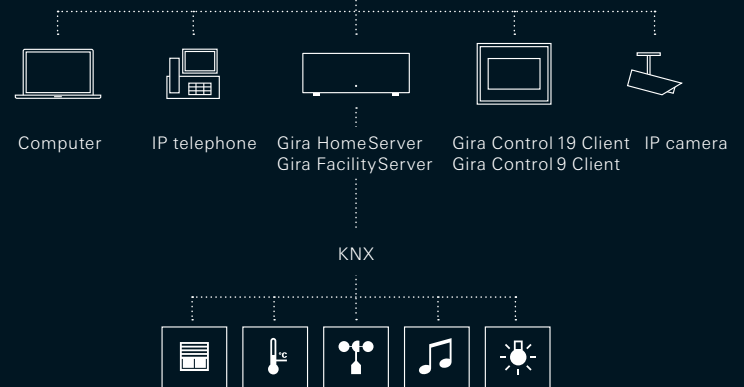 Computer
IP telephone
Gira HomeServer
Gira FacilityServer
Gira Control 19 Client
Gira Control 9 Client
IP camera
KNX
°C